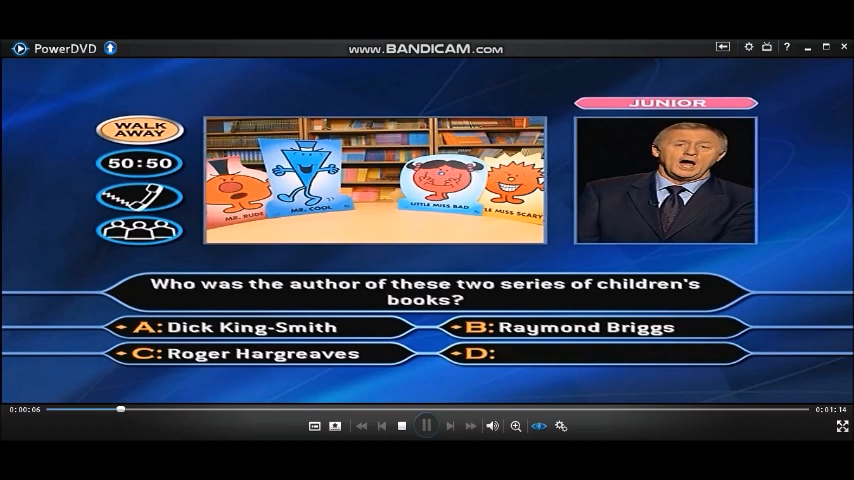 PowerDVD
www.BANDICAM.com
JUNIOR
WALK
AWAY
50:50
MR. RUDE
MR. COOL
LITTLE MISS BAD
LE MISS SCARY
Who was the author of these two series of children's
books?
A: Dick King-Smith
B: Raymond Briggs
C: Roger Hargreaves
D:
0:00:06
0:01:14